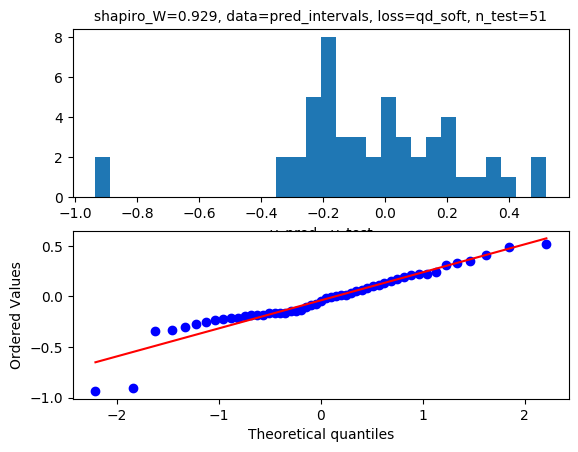 shapiro_W=0.929, data=pred_intervals, loss=qd_soft, n_test=51
8
6
4
2
0
-1.0 -0.8 -0.6 -0.4 -0.2 0.0 0.2 0.4
0.5
0.0
-0.5
-1.0
Ordered Values
-2 -1 0 1 2
Theoretical quantiles